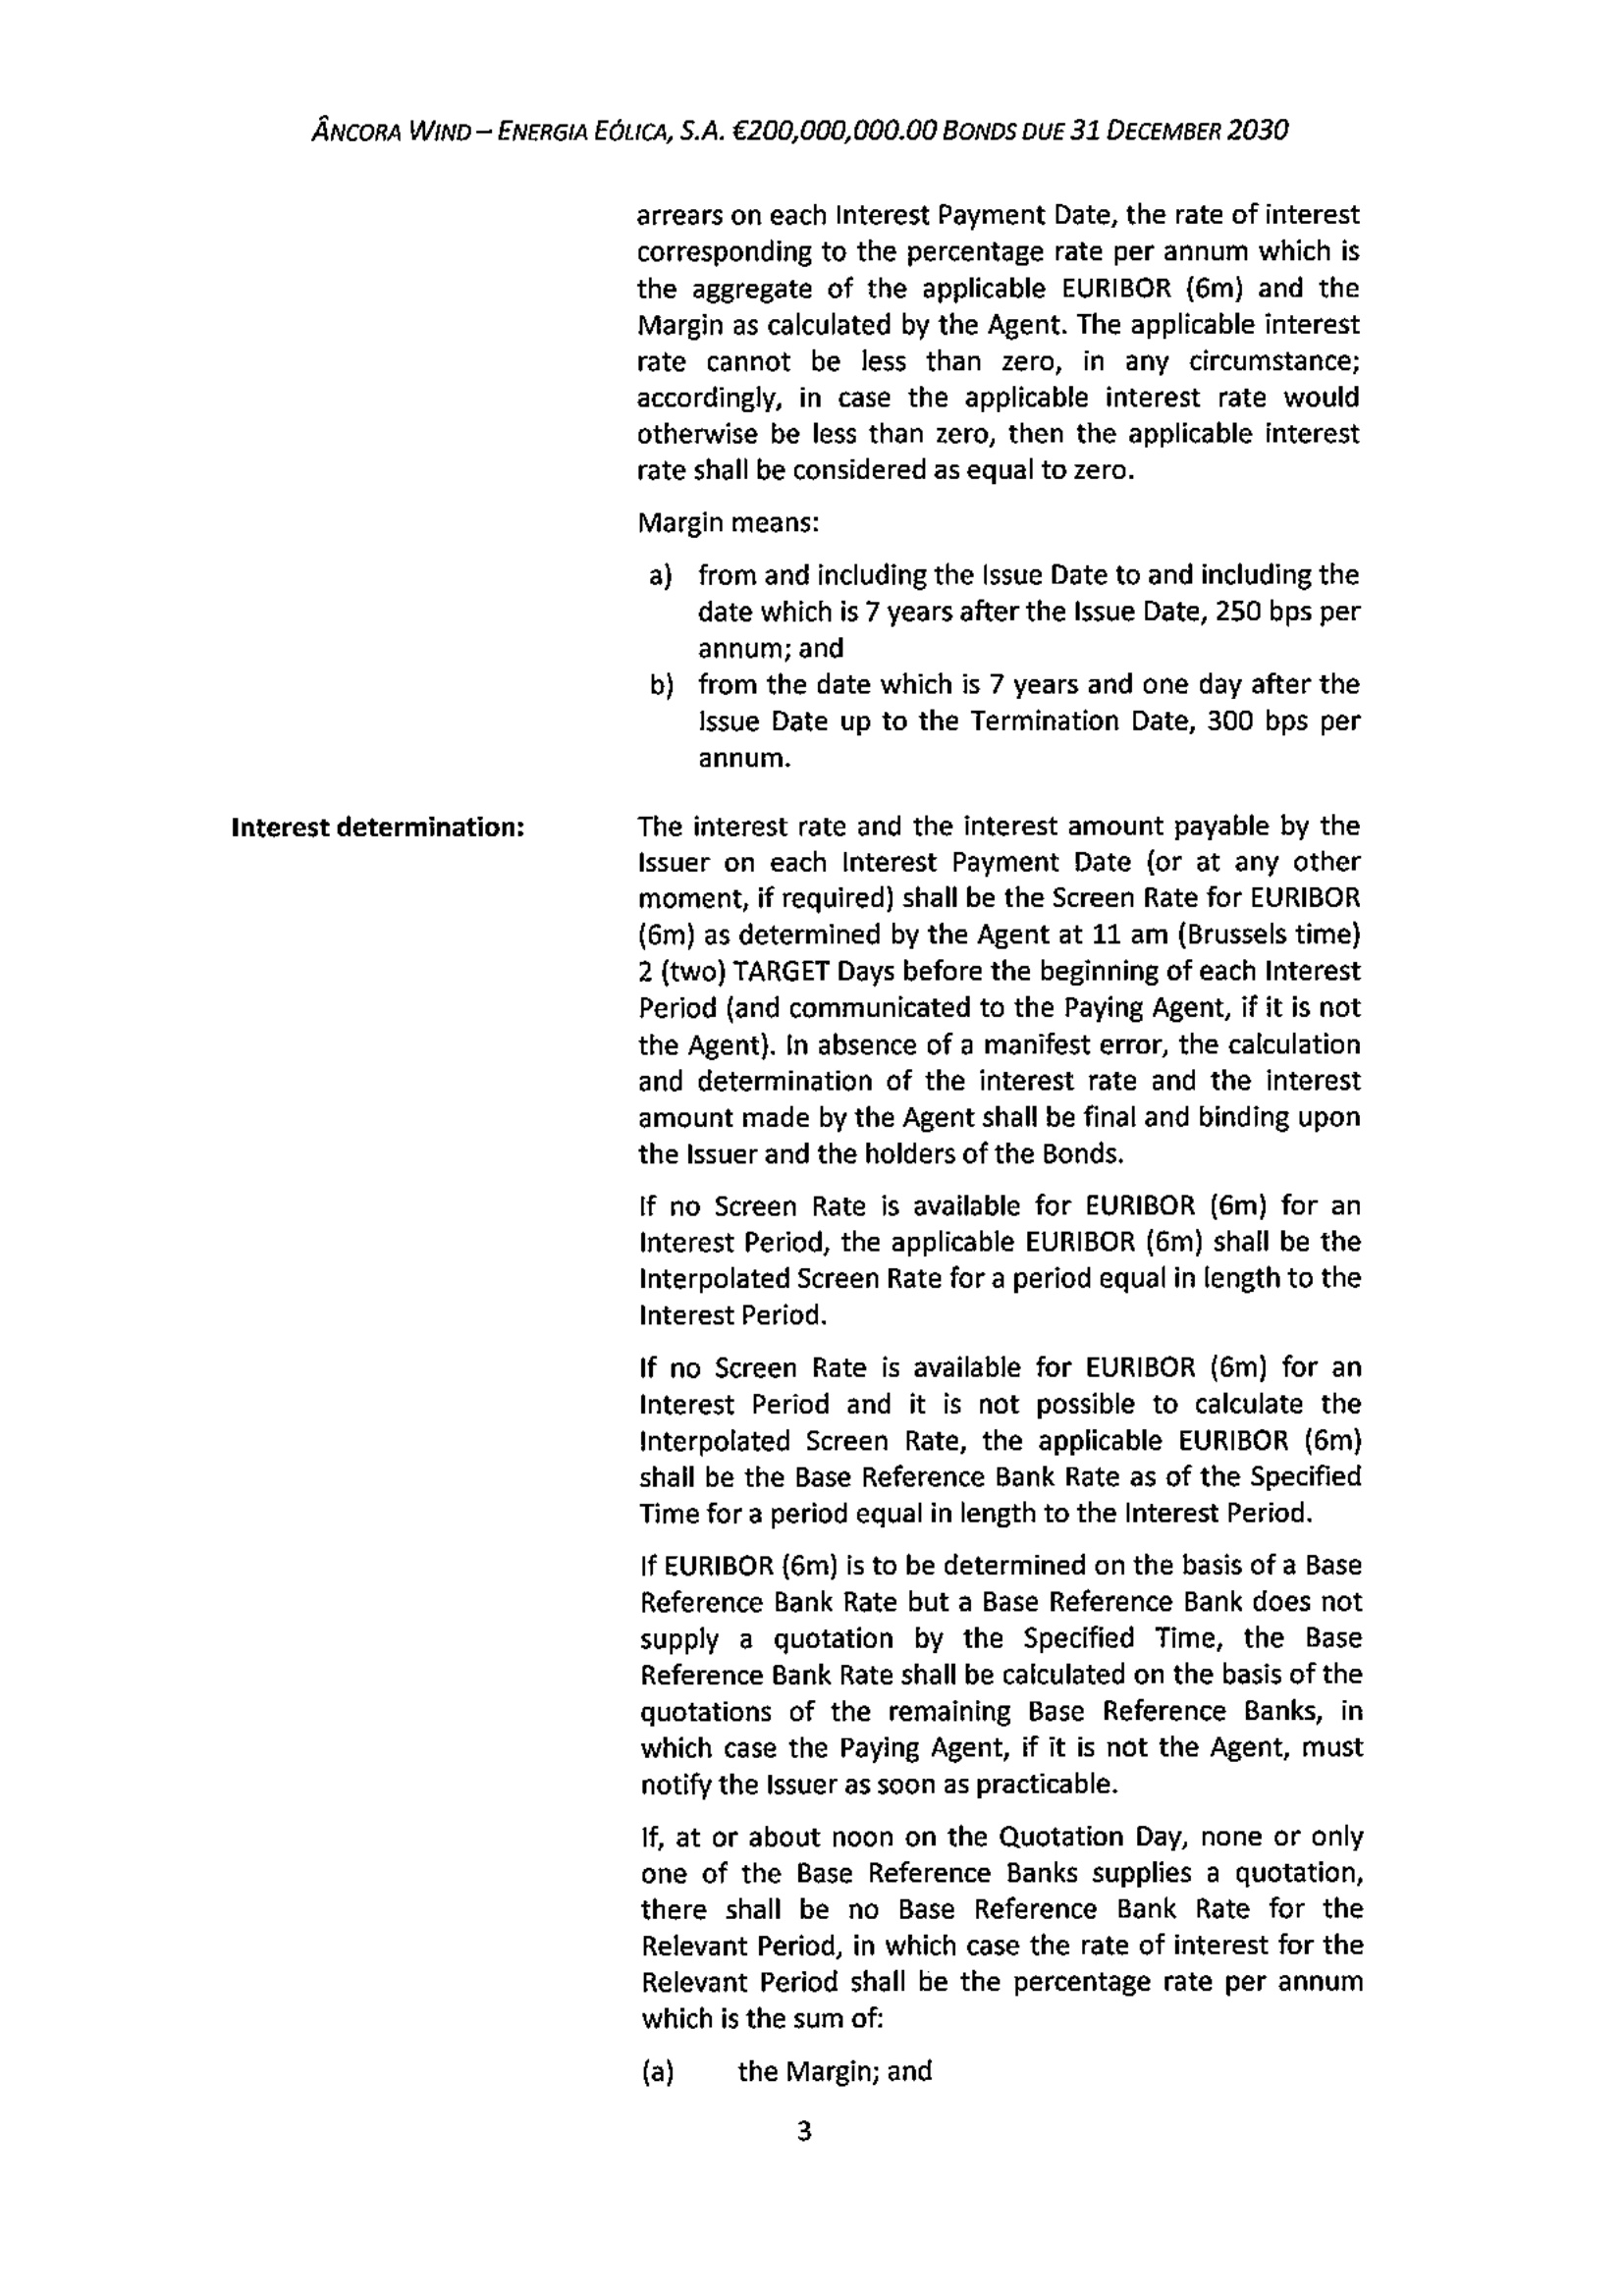 ÂNCORA WIND – ENERGIA EÓLICA, S.A. €200,000,000.00 BONDS DUE 31 DECEMBER 2030
arrears on each Interest Payment Date, the rate of interest
corresponding to the percentage rate per annum which is
the aggregate of the applicable EURIBOR (6m) and the
Margin as calculated by the Agent. The applicable interest
rate cannot be less than zero, in any circumstance;
accordingly, in case the applicable interest rate would
otherwise be less than zero, then the applicable interest
rate shall be considered as equal to zero.
Margin means:
a) from and including the Issue Date to and including the
date which is 7 years after the Issue Date, 250 bps per
annum; and
b) from the date which is 7 years and one day after the
Issue Date up to the Termination Date, 300 bps per
annum.
Interest determination: The interest rate and the interest amount payable by the
Issuer on each Interest Payment Date (or at any other
moment, if required) shall be the Screen Rate for EURIBOR
(6m) as determined by the Agent at 11 am (Brussels time)
2 (two) TARGET Days before the beginning of each Interest
Period (and communicated to the Paying Agent, if it is not
the Agent). In absence of a manifest error, the calculation
and determination of the interest rate and the interest
amount made by the Agent shall be final and binding upon
the Issuer and the holders of the Bonds.
If no Screen Rate is available for EURIBOR (6m) for an
Interest Period, the applicable EURIBOR (6m) shall be the
Interpolated Screen Rate for a period equal in length to the
Interest Period.
If no Screen Rate is available for EURIBOR (6m) for an
Interest Period and it is not possible to calculate the
Interpolated Screen Rate, the applicable EURIBOR (6m)
shall be the Base Reference Bank Rate as of the Specified
Time for a period equal in length to the Interest Period.
If EURIBOR (6m) is to be determined on the basis of a Base
Reference Bank Rate but a Base Reference Bank does not
supply a quotation by the Specified Time, the Base
Reference Bank Rate shall be calculated on the basis of the
quotations of the remaining Base Reference Banks, in
which case the Paying Agent, if it is not the Agent, must
notify the Issuer as soon as practicable.
If, at or about noon on the Quotation Day, none or only
one of the Base Reference Banks supplies a quotation,
there shall be no Base Reference Bank Rate for the
Relevant Period, in which case the rate of interest for the
Relevant Period shall be the percentage rate per annum
which is the sum of:
(a) the Margin; and
3